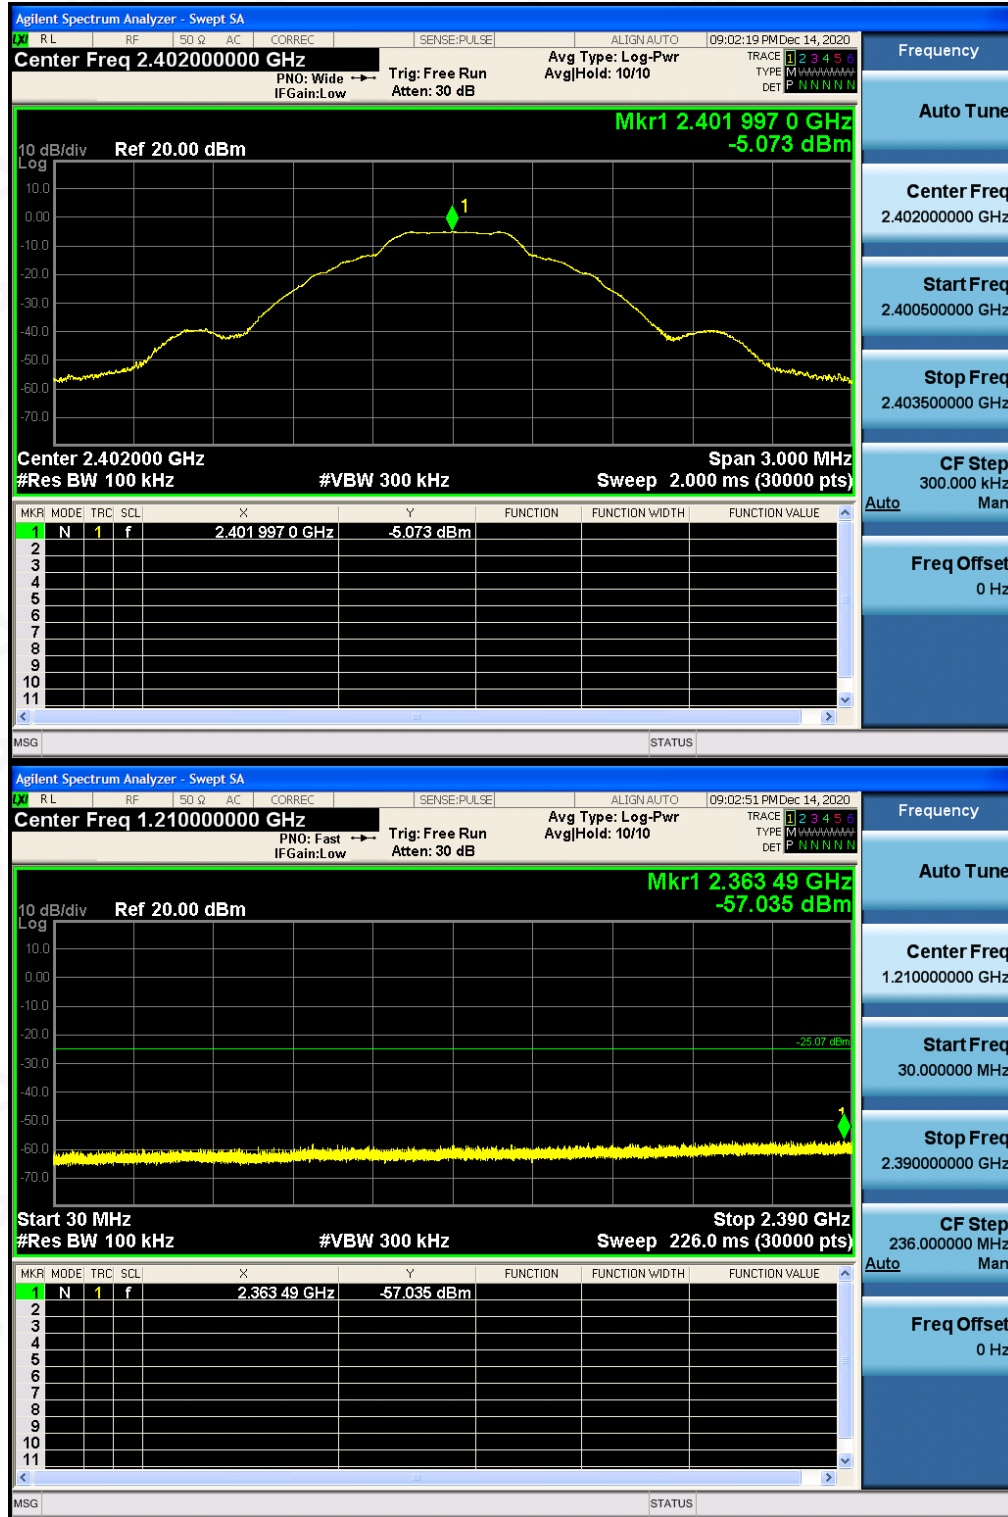 Agilent Spectrum Analyzer - Swept SA
LXI RL RF 50 Ω AC CORREC SENSE:PULSE ALIGNAUTO 09:02:19 PM Dec 14, 2020
Center Freq 2.402000000 GHz
PNO: Wide
IFGain:Low
Trig: Free Run
Atten: 30 dB
Avg Type: Log-Pwr
Avg|Hold: 10/10
TRACE 1 2 3 4 5 6
TYPE M
DET P N N N N N
Mkr1 2.401 997 0 GHz
-5.073 dBm
10 dB/div Ref 20.00 dBm
Log
10.0
0.00
-10.0
-20.0
-30.0
-40.0
-50.0
-60.0
-70.0
1
Center 2.402000 GHz Span 3.000 MHz
#Res BW 100 kHz #VBW 300 kHz Sweep 2.000 ms (30000 pts)
MKR MODE TRC SCL X Y FUNCTION FUNCTION WIDTH FUNCTION VALUE
1 N 1 f 2.401 997 0 GHz -5.073 dBm
2
3
4
5
6
7
8
9
10
11
MSG STATUS
Frequency
Auto Tune
Center Freq
2.402000000 GHz
Start Freq
2.400500000 GHz
Stop Freq
2.403500000 GHz
CF Step
300.000 kHz
Auto Man
Freq Offset
0 Hz
Agilent Spectrum Analyzer - Swept SA
LXI RL RF 50 Ω AC CORREC SENSE:PULSE ALIGNAUTO 09:02:51 PM Dec 14, 2020
Center Freq 1.210000000 GHz
PNO: Fast
IFGain:Low
Trig: Free Run
Atten: 30 dB
Avg Type: Log-Pwr
Avg|Hold: 10/10
TRACE 1 2 3 4 5 6
TYPE M
DET P N N N N N
Mkr1 2.363 49 GHz
-57.035 dBm
10 dB/div Ref 20.00 dBm
Log
10.0
0.00
-10.0
-20.0
-30.0
-40.0
-50.0
-60.0
-70.0
-25.07 dBm
1
Start 30 MHz Stop 2.390 GHz
#Res BW 100 kHz #VBW 300 kHz Sweep 226.0 ms (30000 pts)
MKR MODE TRC SCL X Y FUNCTION FUNCTION WIDTH FUNCTION VALUE
1 N 1 f 2.363 49 GHz -57.035 dBm
2
3
4
5
6
7
8
9
10
11
MSG STATUS
Frequency
Auto Tune
Center Freq
1.210000000 GHz
Start Freq
30.000000 MHz
Stop Freq
2.390000000 GHz
CF Step
236.000000 MHz
Auto Man
Freq Offset
0 Hz